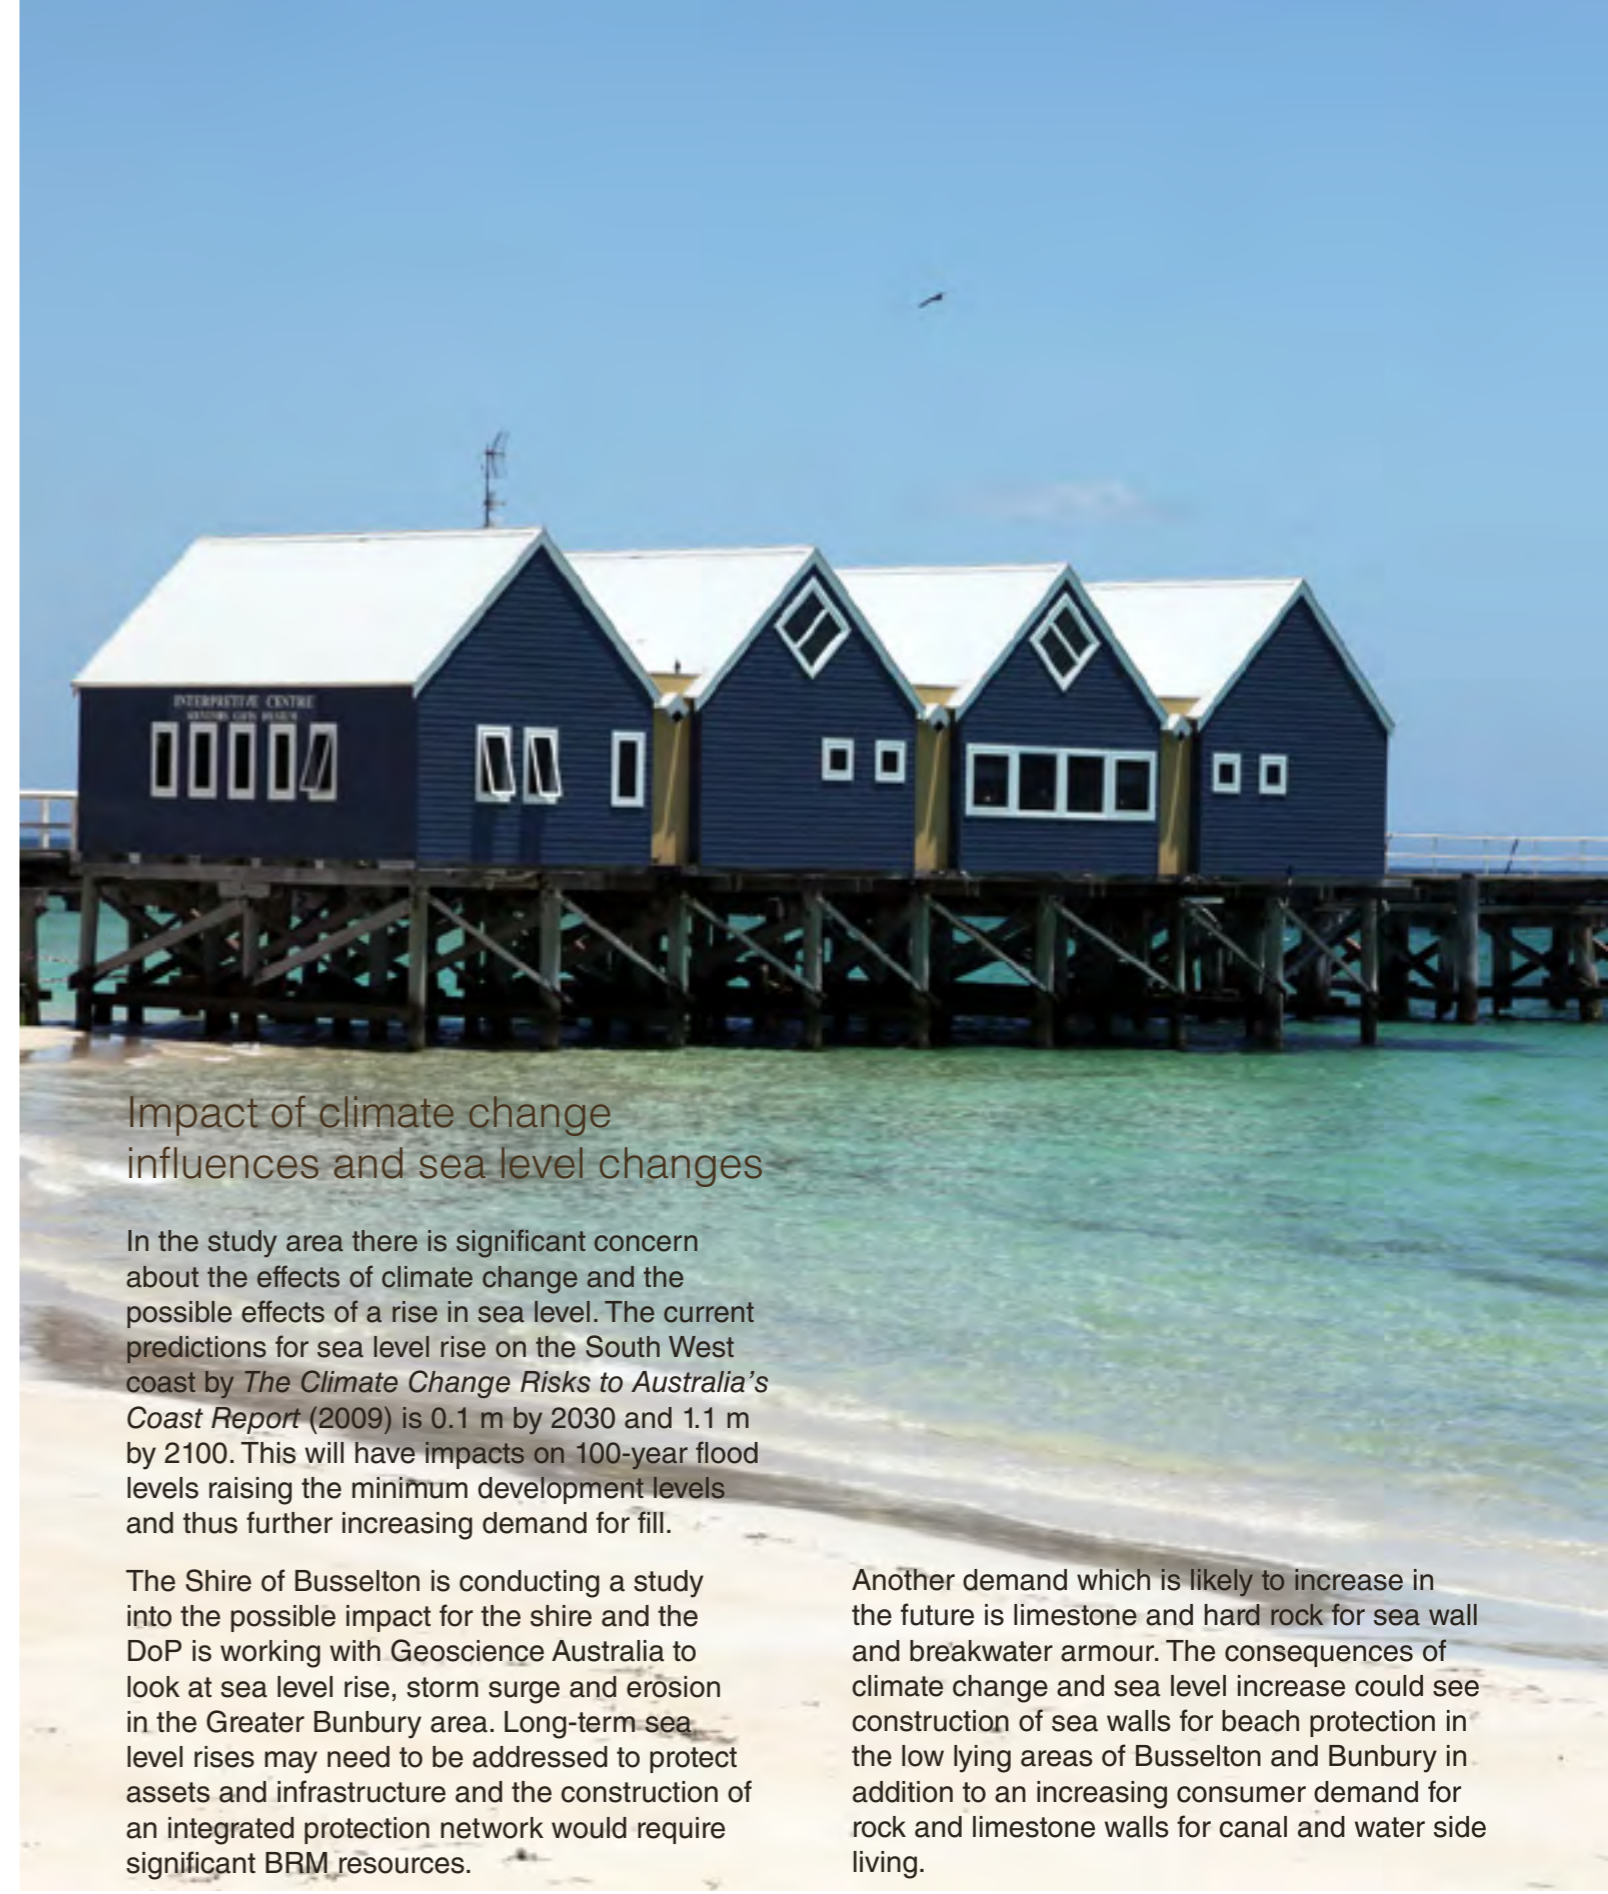 INTERPRETIVE CENTRE
Impact of climate change
influences and sea level changes
In the study area there is significant concern
about the effects of climate change and the
possible effects of a rise in sea level. The current
predictions for sea level rise on the South West
coast by The Climate Change Risks to Australia's
Coast Report (2009) is 0.1 m by 2030 and 1.1 m
by 2100. This will have impacts on 100-year flood
levels raising the minimum development levels
and thus further increasing demand for fill.
The Shire of Busselton is conducting a study
into the possible impact for the shire and the
DoP is working with Geoscience Australia to
look at sea level rise, storm surge and erosion
in the Greater Bunbury area. Long-term sea
level rises may need to be addressed to protect
assets and infrastructure and the construction of
an integrated protection network would require
significant BRM resources.
Another demand which is likely to increase in
the future is limestone and hard rock for sea wall
and breakwater armour. The consequences of
climate change and sea level increase could see
construction of sea walls for beach protection in
the low lying areas of Busselton and Bunbury in
addition to an increasing consumer demand for
rock and limestone walls for canal and water side
living.